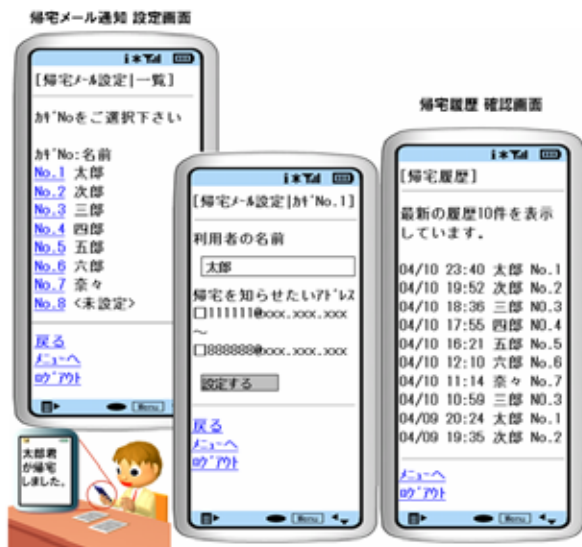 帰宅メール通知 設定画面
[帰宅ﾒｰﾙ設定|一覧]
ｶｷﾞNoをご選択下さい
ｶｷﾞNo:名前
No.1 太郎
No.2 次郎
No.3 三郎
No.4 四郎
No.5 五郎
No.6 六郎
No.7 奈々
No.8 <未設定>
戻る
ﾒﾆｭｰへ
ﾛｸﾞｱｳﾄ
Menu
太郎君
が帰宅
しました。
[帰宅ﾒｰﾙ設定|ｶｷﾞNo.1]
利用者の名前
太郎
帰宅を知らせたいｱﾄﾞﾚｽ
□111111@xxx.xxx.xxx
～
□888888@xxx.xxx.xxx
設定する
戻る
ﾒﾆｭｰへ
ﾛｸﾞｱｳﾄ
Menu
帰宅履歴 確認画面
[帰宅履歴]
最新の履歴10件を表示
しています。
04/10 23:40 太郎 No.1
04/10 19:52 次郎 No.2
04/10 18:36 三郎 NO.3
04/10 17:55 四郎 NO.4
04/10 16:21 五郎 No.5
04/10 12:10 六郎 No.6
04/10 11:14 奈々 No.7
04/10 10:59 三郎 NO.3
04/09 20:24 太郎 No.1
04/09 19:35 次郎 No.2
ﾒﾆｭｰへ
ﾛｸﾞｱｳﾄ
Menu